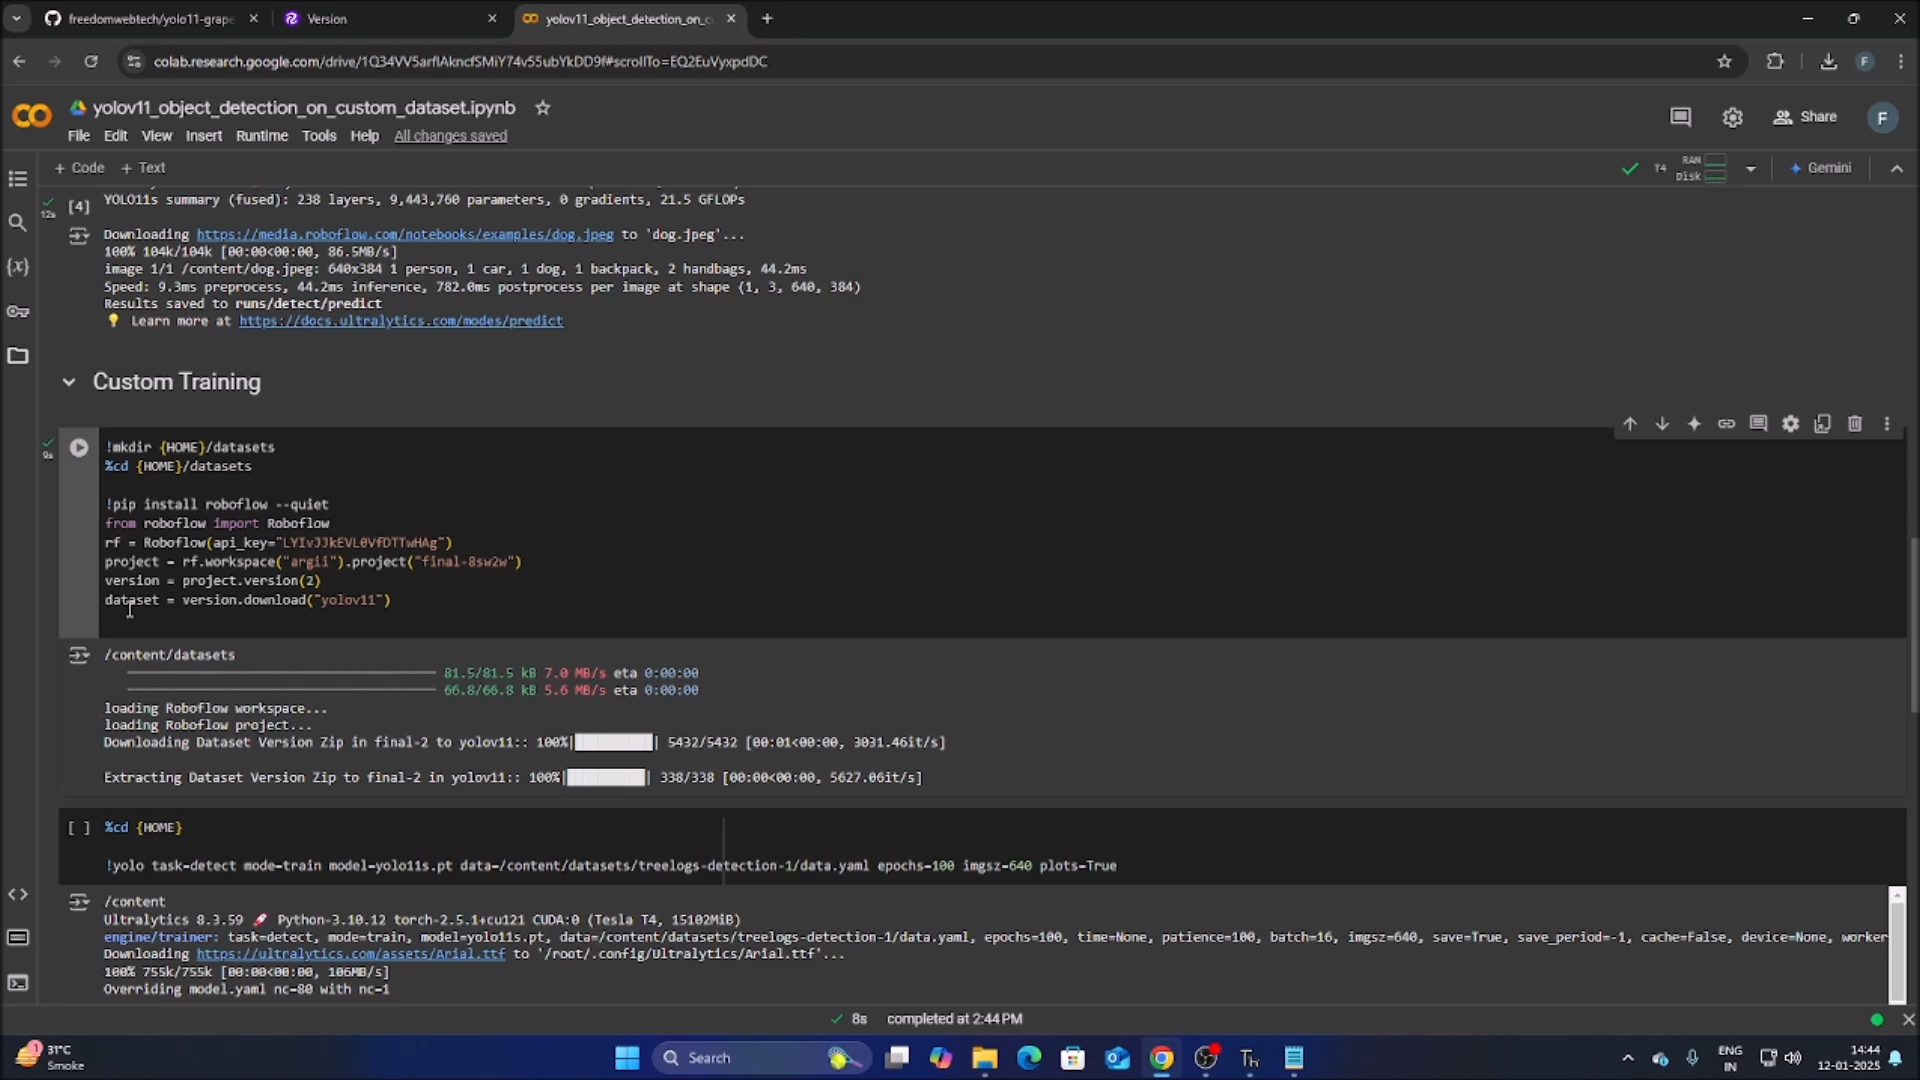 freedomwebtech/yolo11-grape
Version
yolov11_object_detection_on_c
colab.research.google.com/drive/1Q34VV5arfIAkncfSMiY74v55ubYkDD9f#scrollTo=EQ2EuVyxpdDC
F
yolov11_object_detection_on_custom_dataset.ipynb
File Edit View Insert Runtime Tools Help All changes saved
Share
F
+ Code + Text
T4 RAM Disk
Gemini
12s
[4]
YOLO11s summary (fused): 238 layers, 9,443,760 parameters, 0 gradients, 21.5 GFLOPs
Downloading https://media.roboflow.com/notebooks/examples/dog.jpeg to 'dog.jpeg'...
100% 104k/104k [00:00<00:00, 86.5MB/s]
image 1/1 /content/dog.jpeg: 640x384 1 person, 1 car, 1 dog, 1 backpack, 2 handbags, 44.2ms
Speed: 9.3ms preprocess, 44.2ms inference, 782.0ms postprocess per image at shape (1, 3, 640, 384)
Results saved to runs/detect/predict
💡 Learn more at https://docs.ultralytics.com/modes/predict
Custom Training
9s
!mkdir {HOME}/datasets
%cd {HOME}/datasets
!pip install roboflow --quiet
from roboflow import Roboflow
rf = Roboflow(api_key="LYIvJJkEVL0VfDTTwHAg")
project = rf.workspace("argii").project("final-8sw2w")
version = project.version(2)
dataset = version.download("yolov11")
/content/datasets
81.5/81.5 kB 7.0 MB/s eta 0:00:00
66.8/66.8 kB 5.6 MB/s eta 0:00:00
loading Roboflow workspace...
loading Roboflow project...
Downloading Dataset Version Zip in final-2 to yolov11:: 100%| | 5432/5432 [00:01<00:00, 3031.46it/s]
Extracting Dataset Version Zip to final-2 in yolov11:: 100%| | 338/338 [00:00<00:00, 5627.06it/s]
[ ] %cd {HOME}
!yolo task=detect mode=train model=yolo11s.pt data=/content/datasets/treelogs-detection-1/data.yaml epochs=100 imgsz=640 plots=True
/content
Ultralytics 8.3.59 🚀 Python-3.10.12 torch-2.5.1+cu121 CUDA:0 (Tesla T4, 15102MiB)
engine/trainer: task=detect, mode=train, model=yolo11s.pt, data=/content/datasets/treelogs-detection-1/data.yaml, epochs=100, time=None, patience=100, batch=16, imgsz=640, save=True, save_period=-1, cache=False, device=None, worker
Downloading https://ultralytics.com/assets/Arial.ttf to '/root/.config/Ultralytics/Arial.ttf'...
100% 755k/755k [00:00<00:00, 106MB/s]
Overriding model.yaml nc=80 with nc=1
8s completed at 2:44 PM
1
31°C
Smoke
Search
ENG
IN
14:44
12-01-2025